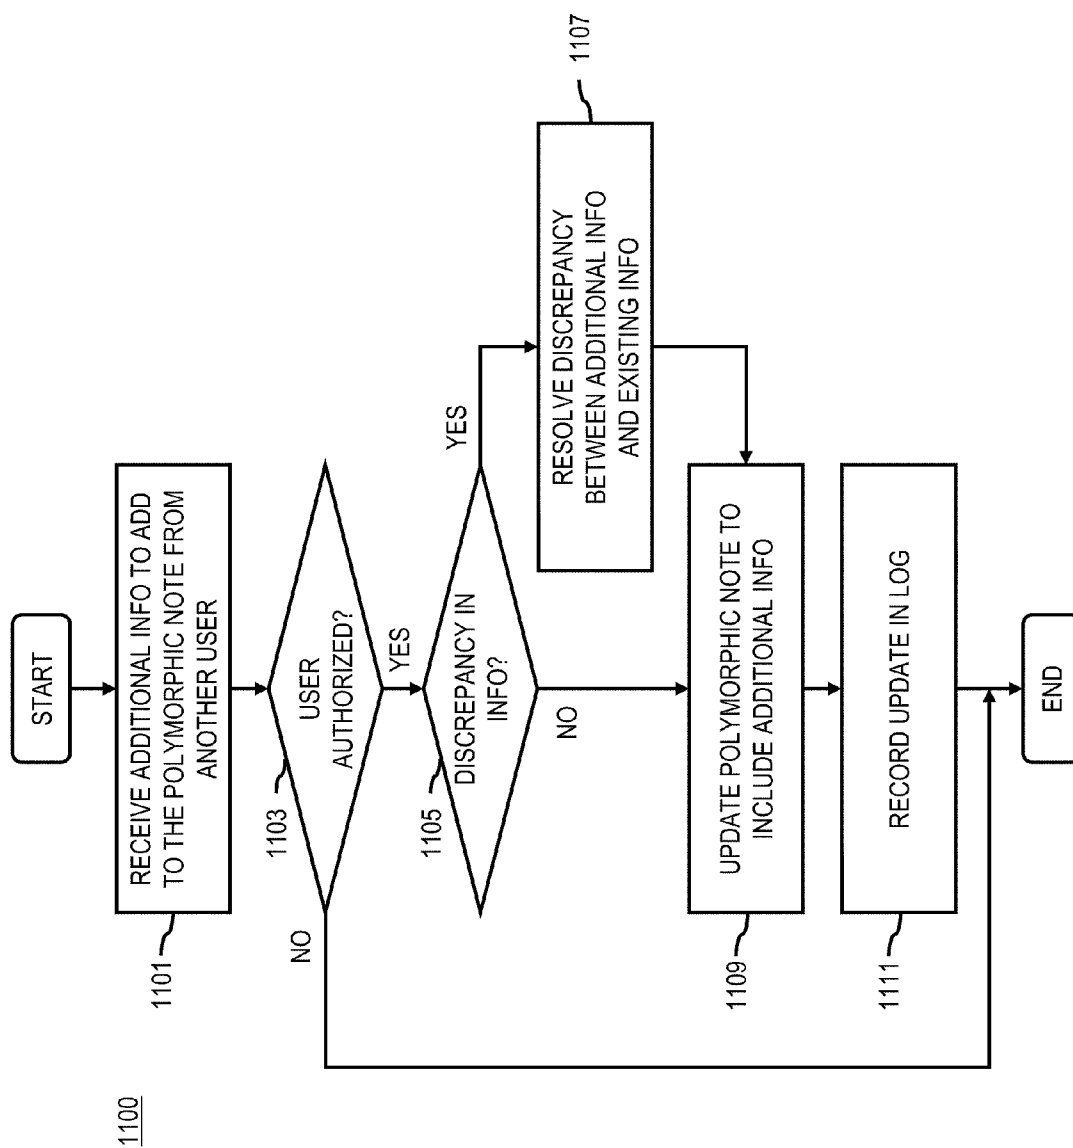 1100
START
RECEIVE ADDITIONAL INFO TO ADD
TO THE POLYMORPHIC NOTE FROM
ANOTHER USER
1101
USER
AUTHORIZED?
1103
NO
YES
DISCREPANCY IN
INFO?
1105
YES
NO
RESOLVE DISCREPANCY
BETWEEN ADDITIONAL INFO
AND EXISTING INFO
1107
UPDATE POLYMORPHIC NOTE TO
INCLUDE ADDITIONAL INFO
1109
RECORD UPDATE IN LOG
1111
END